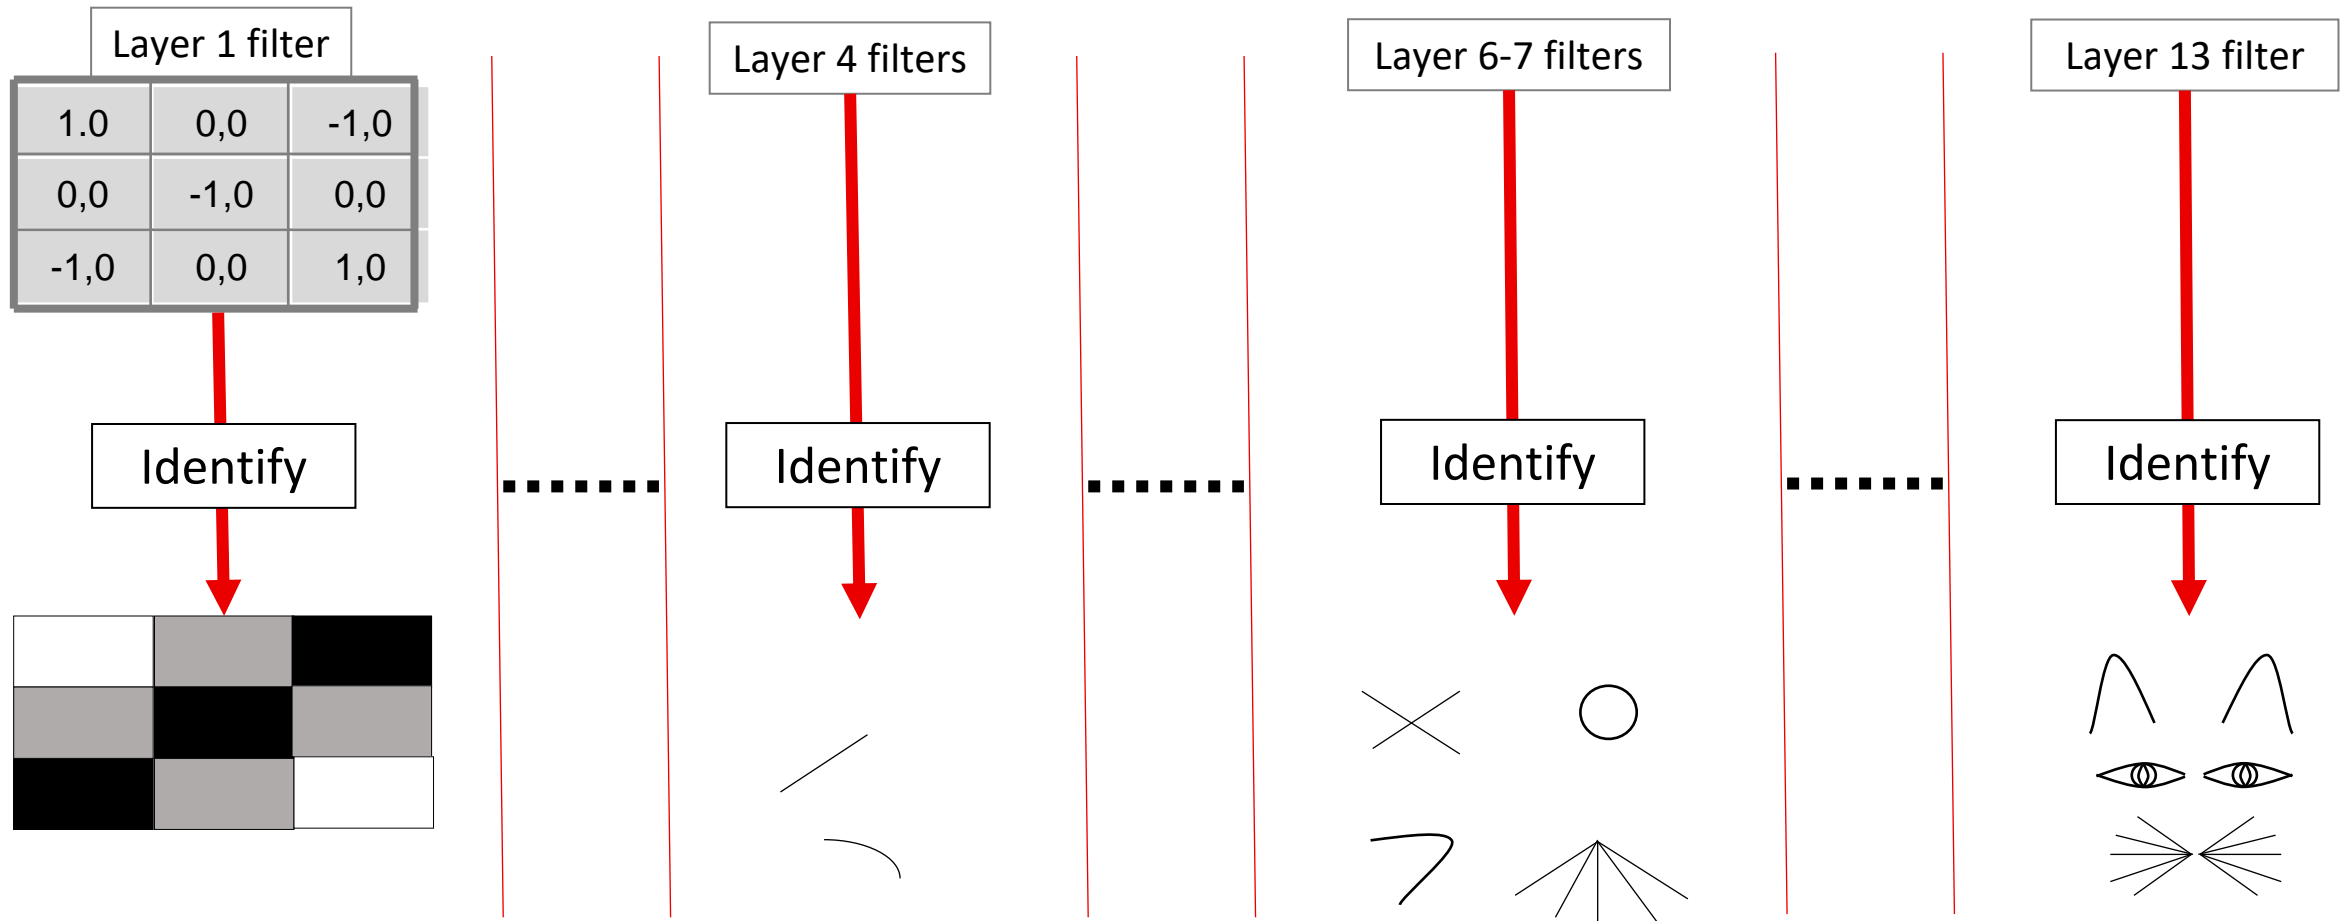 Layer 1 filter
Layer 4 filters
Layer 6-7 filters
Layer 13 filter
1.0 0,0 -1,0
0,0 -1,0 0,0
-1,0 0,0 1,0
Identify
Identify
Identify
Identify